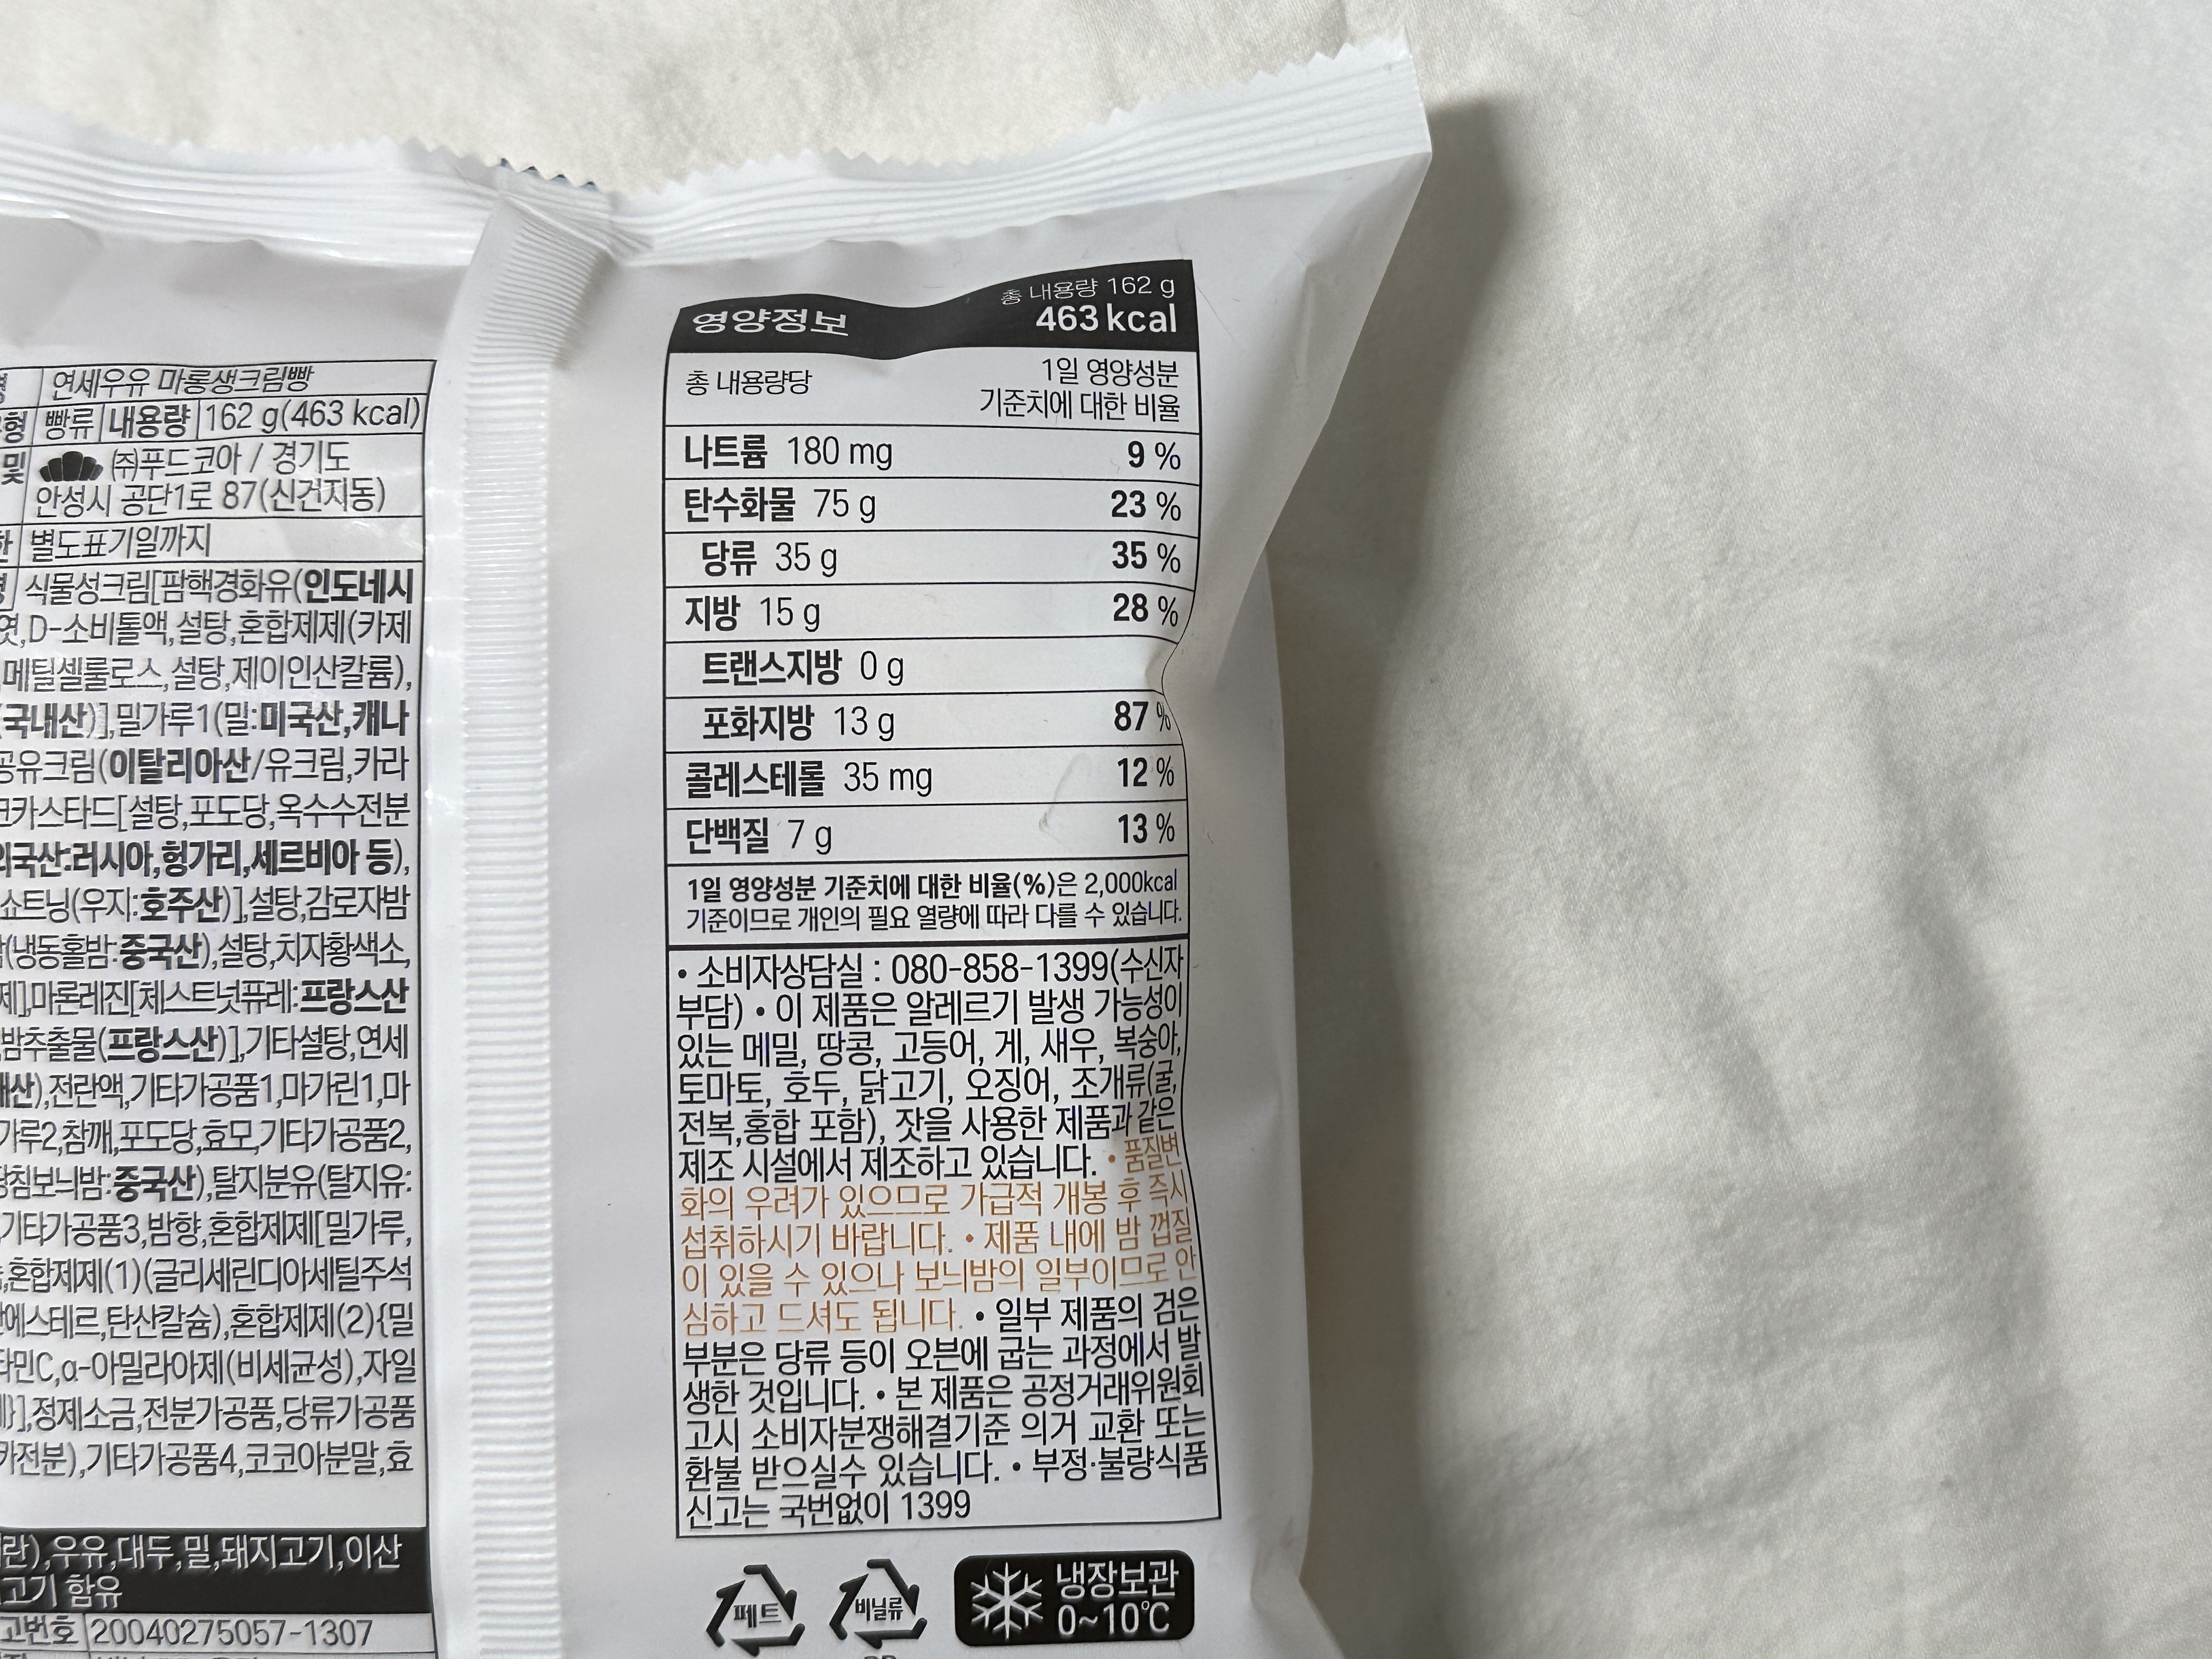 연세우유 마롱생크림빵
형 빵류 내용량 162 g(463 kcal)
및 ㈜푸드코아 / 경기도
안성시 공단1로 87(신건지동)
한 별도표기일까지
식물성크림[팜핵경화유(인도네시
엿,D-소비톨액,설탕,혼합제제(카제
메틸셀룰로스,설탕,제이인산칼륨),
(국내산)],밀가루1(밀:미국산,캐나
공유크림(이탈리아산/유크림,카라
크카스타드[설탕,포도당,옥수수전분
외국산:러시아,헝가리,세르비아 등),
쇼트닝(우지:호주산)],설탕,감로자밤
(냉동홀밤:중국산),설탕,치자황색소,
제],마론레진[체스트넛퓨레:프랑스산
밤추출물(프랑스산)],기타설탕,연세
산),전란액,기타가공품1,마가린1,마
가루2,참깨,포도당,효모,기타가공품2,
당침보늬밤:중국산),탈지분유(탈지유:
기타가공품3,밤향,혼합제제[밀가루,
,혼합제제(1)(글리세린디아세틸주석
에스테르,탄산칼슘),혼합제제(2){밀
타민C,α-아밀라아제(비세균성),자일
}],정제소금,전분가공품,당류가공품
카전분),기타가공품4,코코아분말,효
란),우유,대두,밀,돼지고기,이산
고기 함유
고번호 20040275057-1307
영양정보
총 내용량 162 g
463 kcal
총 내용량당
1일 영양성분
기준치에 대한 비율
나트륨 180 mg 9 %
탄수화물 75 g 23 %
당류 35 g 35 %
지방 15 g 28 %
트랜스지방 0 g
포화지방 13 g 87 %
콜레스테롤 35 mg 12 %
단백질 7 g 13 %
1일 영양성분 기준치에 대한 비율(%)은 2,000kcal
기준이므로 개인의 필요 열량에 따라 다를 수 있습니다.
• 소비자상담실 : 080-858-1399(수신자
부담) • 이 제품은 알레르기 발생 가능성이
있는 메밀, 땅콩, 고등어, 게, 새우, 복숭아,
토마토, 호두, 닭고기, 오징어, 조개류(굴,
전복,홍합 포함), 잣을 사용한 제품과 같은
제조 시설에서 제조하고 있습니다. • 품질변
화의 우려가 있으므로 가급적 개봉 후 즉시
섭취하시기 바랍니다. • 제품 내에 밤 껍질
이 있을 수 있으나 보늬밤의 일부이므로 안
심하고 드셔도 됩니다. • 일부 제품의 검은
부분은 당류 등이 오븐에 굽는 과정에서 발
생한 것입니다. • 본 제품은 공정거래위원회
고시 소비자분쟁해결기준 의거 교환 또는
환불 받으실수 있습니다. • 부정·불량식품
신고는 국번없이 1399
페트
비닐류
냉장보관
0~10℃